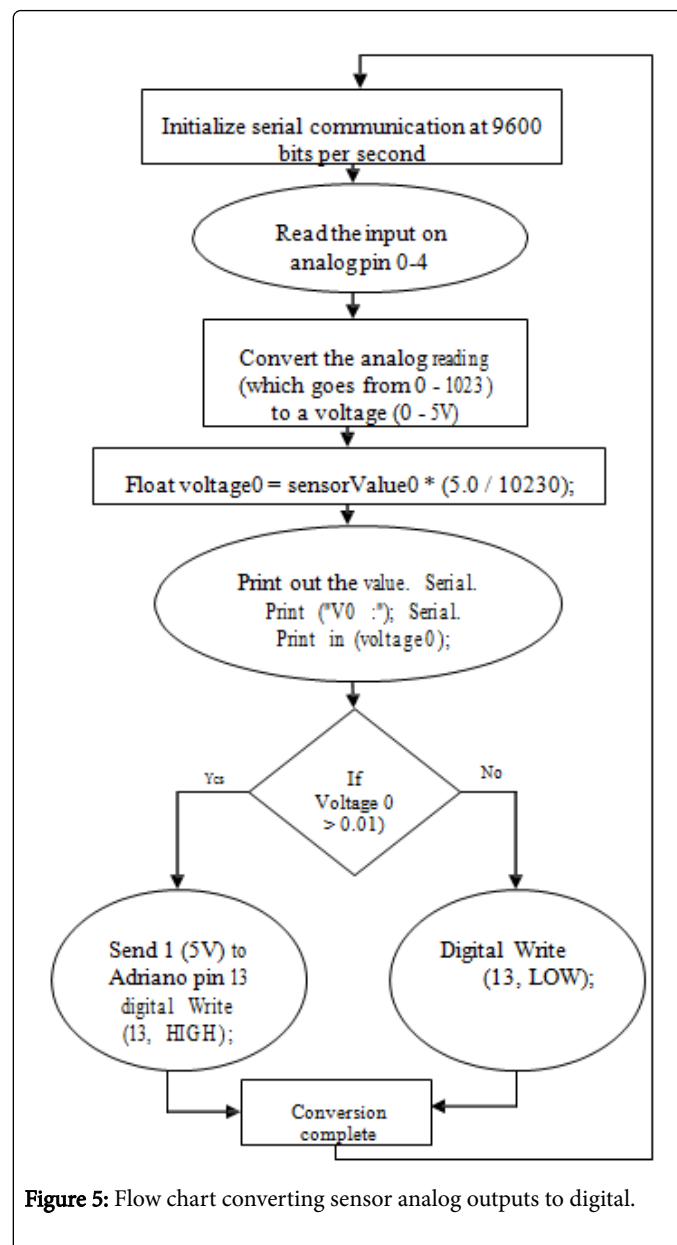 Initialize serial communication at 9600
bits per second
Read the input on
analog pin 0-4
Convert the analog reading
(which goes from 0 - 1023)
to a voltage (0 - 5V)
Float voltage0 = sensorValue0 * (5.0 / 10230);
Print out the value. Serial.
Print ("V0 :"); Serial.
Print in (voltage0);
If
Voltage 0
> 0.01)
Yes
No
Send 1 (5V) to
Adriano pin 13
digital Write
(13, HIGH);
Digital Write
(13, LOW);
Conversion
complete
Figure 5: Flow chart converting sensor analog outputs to digital.